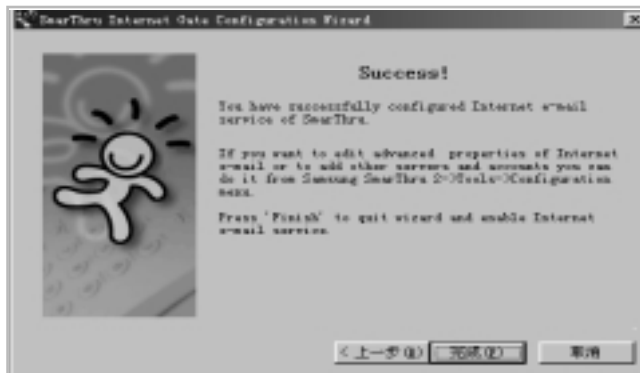 SmarThru Internet Gate Configuration Wizard
Success!
You have successfully configured Internet e-mail
service of SmarThru.
If you want to edit advanced properties of Internet
e-mail or to add other servers and accounts you can
do it from Samsung SmarThru 2->Tools->Configuration
menu.
Press 'Finish' to quit wizard and enable Internet
e-mail service.
< 上一步(B)
完成(F)
取消